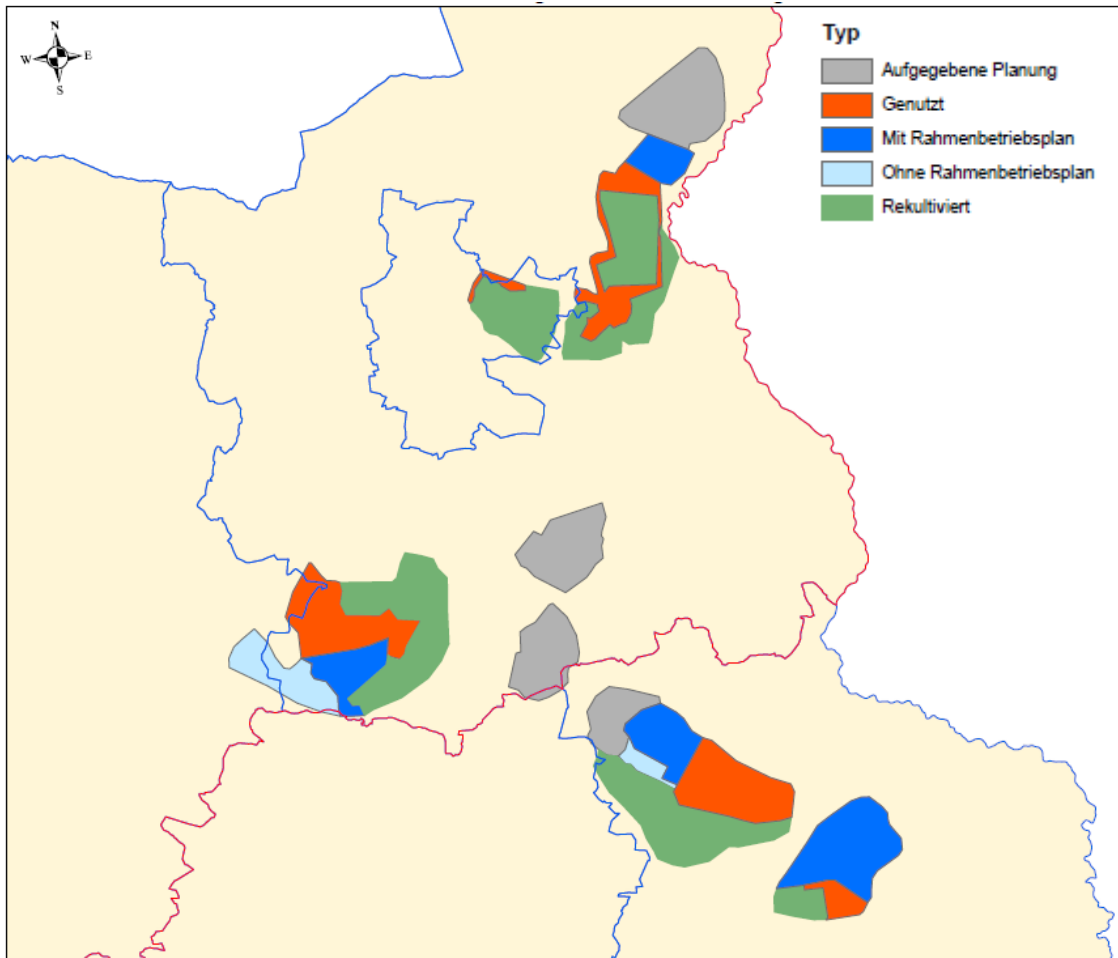 N
W E
S
Typ
Aufgegebene Planung
Genutzt
Mit Rahmenbetriebsplan
Ohne Rahmenbetriebsplan
Rekultiviert